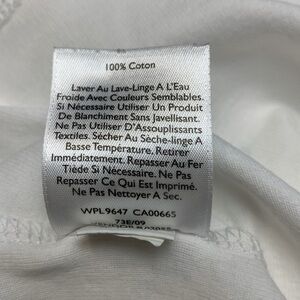 100% Coton
Laver Au Lave-Linge A L'Eau
Froide Avec Couleurs Semblables.
Si Nécessaire Utiliser Un Produit
De Blanchiment Sans Javellisant.
Ne Pas Utiliser D'Assouplissants
Textiles. Sécher Au Sèche-linge A
Basse Température. Retirer
Immédiatement. Repasser Au Fer
Tiède Si Nécessaire. Ne Pas
Repasser Ce Qui Est Imprimé.
Ne Pas Nettoyer A Sec.
WPL9647 CA00665
73E/09